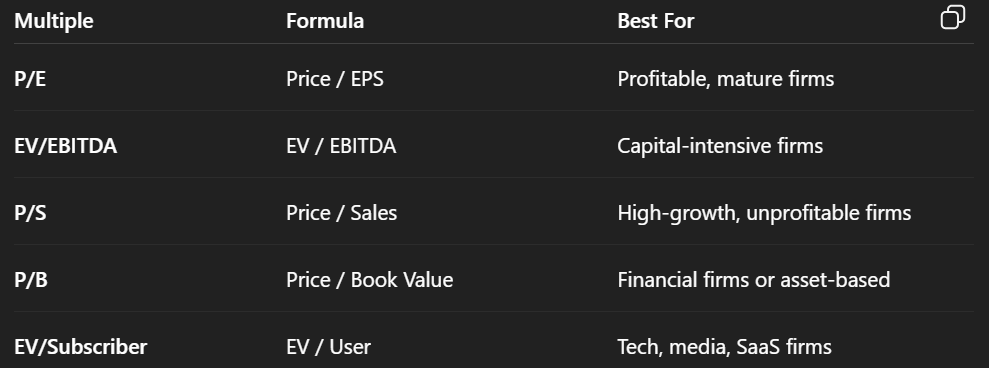 Multiple Formula Best For
P/E Price / EPS Profitable, mature firms
EV/EBITDA EV / EBITDA Capital-intensive firms
P/S Price / Sales High-growth, unprofitable firms
P/B Price / Book Value Financial firms or asset-based
EV/Subscriber EV / User Tech, media, SaaS firms